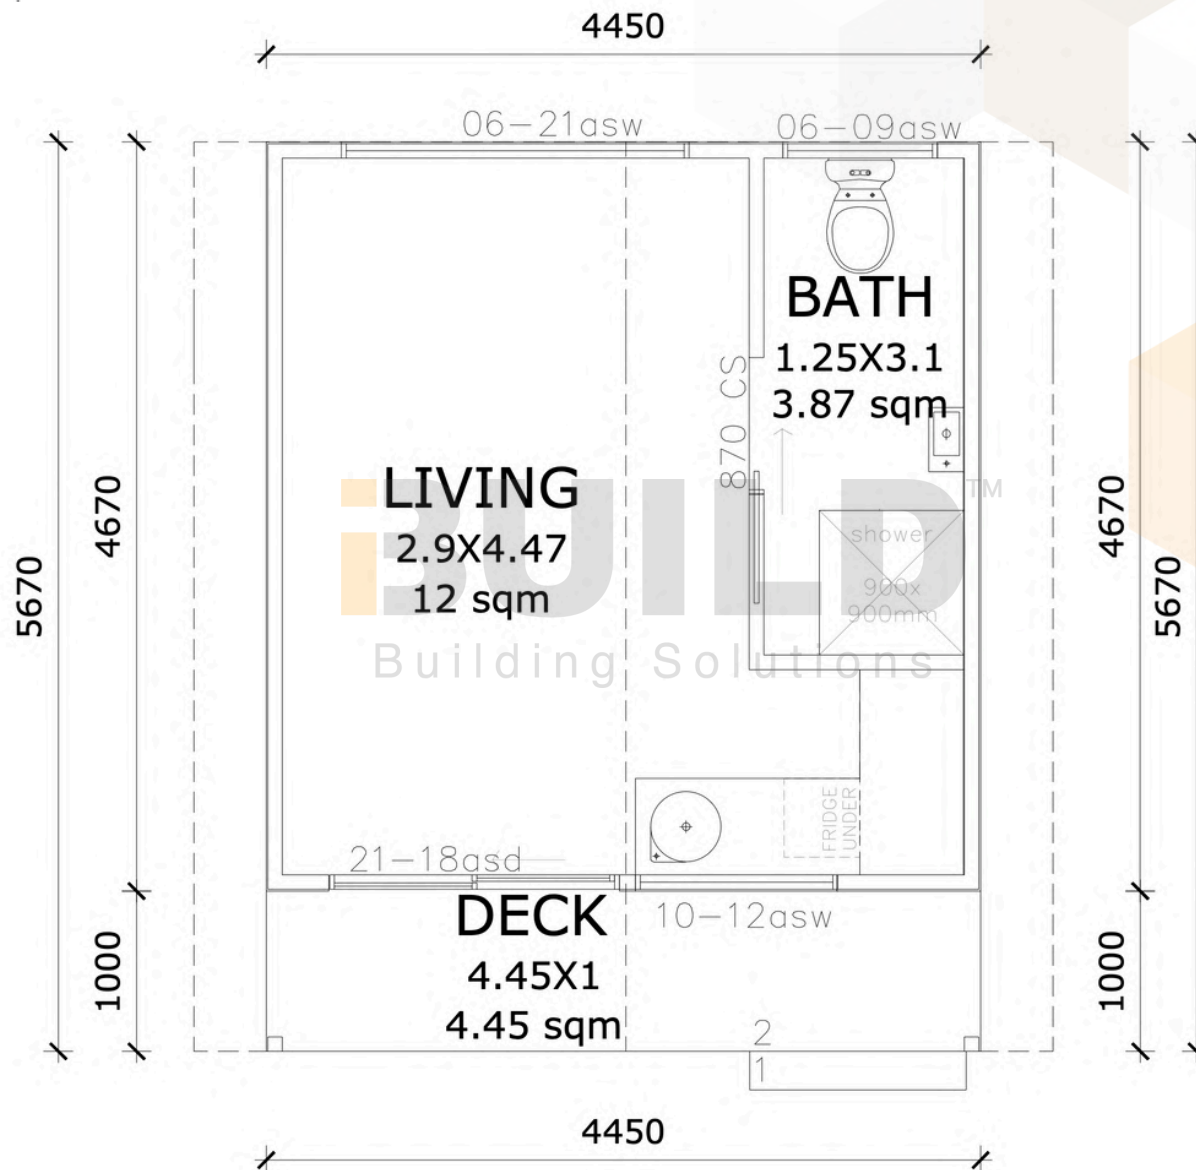 4450
06-21asw
06-09asw
BATH
1.25X3.1
3.87 sqm
870 CS
LIVING
2.9X4.47
12 sqm
4670
5670
4670
5670
iBUILD™
Building Solutions
shower
900x
900mm
FRIDGE
UNDER
21-18asd
10-12asw
DECK
4.45X1
4.45 sqm
1000
1000
2
1
4450